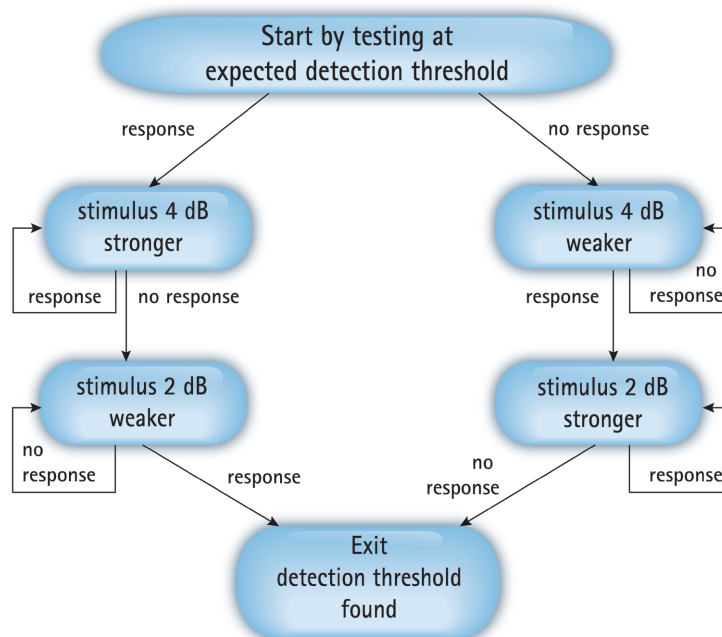 Start by testing at
expected detection threshold
response
no response
stimulus 4 dB
stronger
stimulus 4 dB
weaker
response
no response
response
no
response
stimulus 2 dB
weaker
stimulus 2 dB
stronger
no
response
response
no
response
response
Exit
detection threshold
found